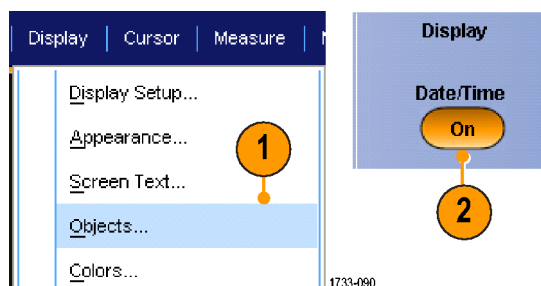 Display | Cursor | Measure |
Display Setup...
Appearance...
1
Screen Text...
Objects...
Colors...
Display
Date/Time
On
2
1733-090